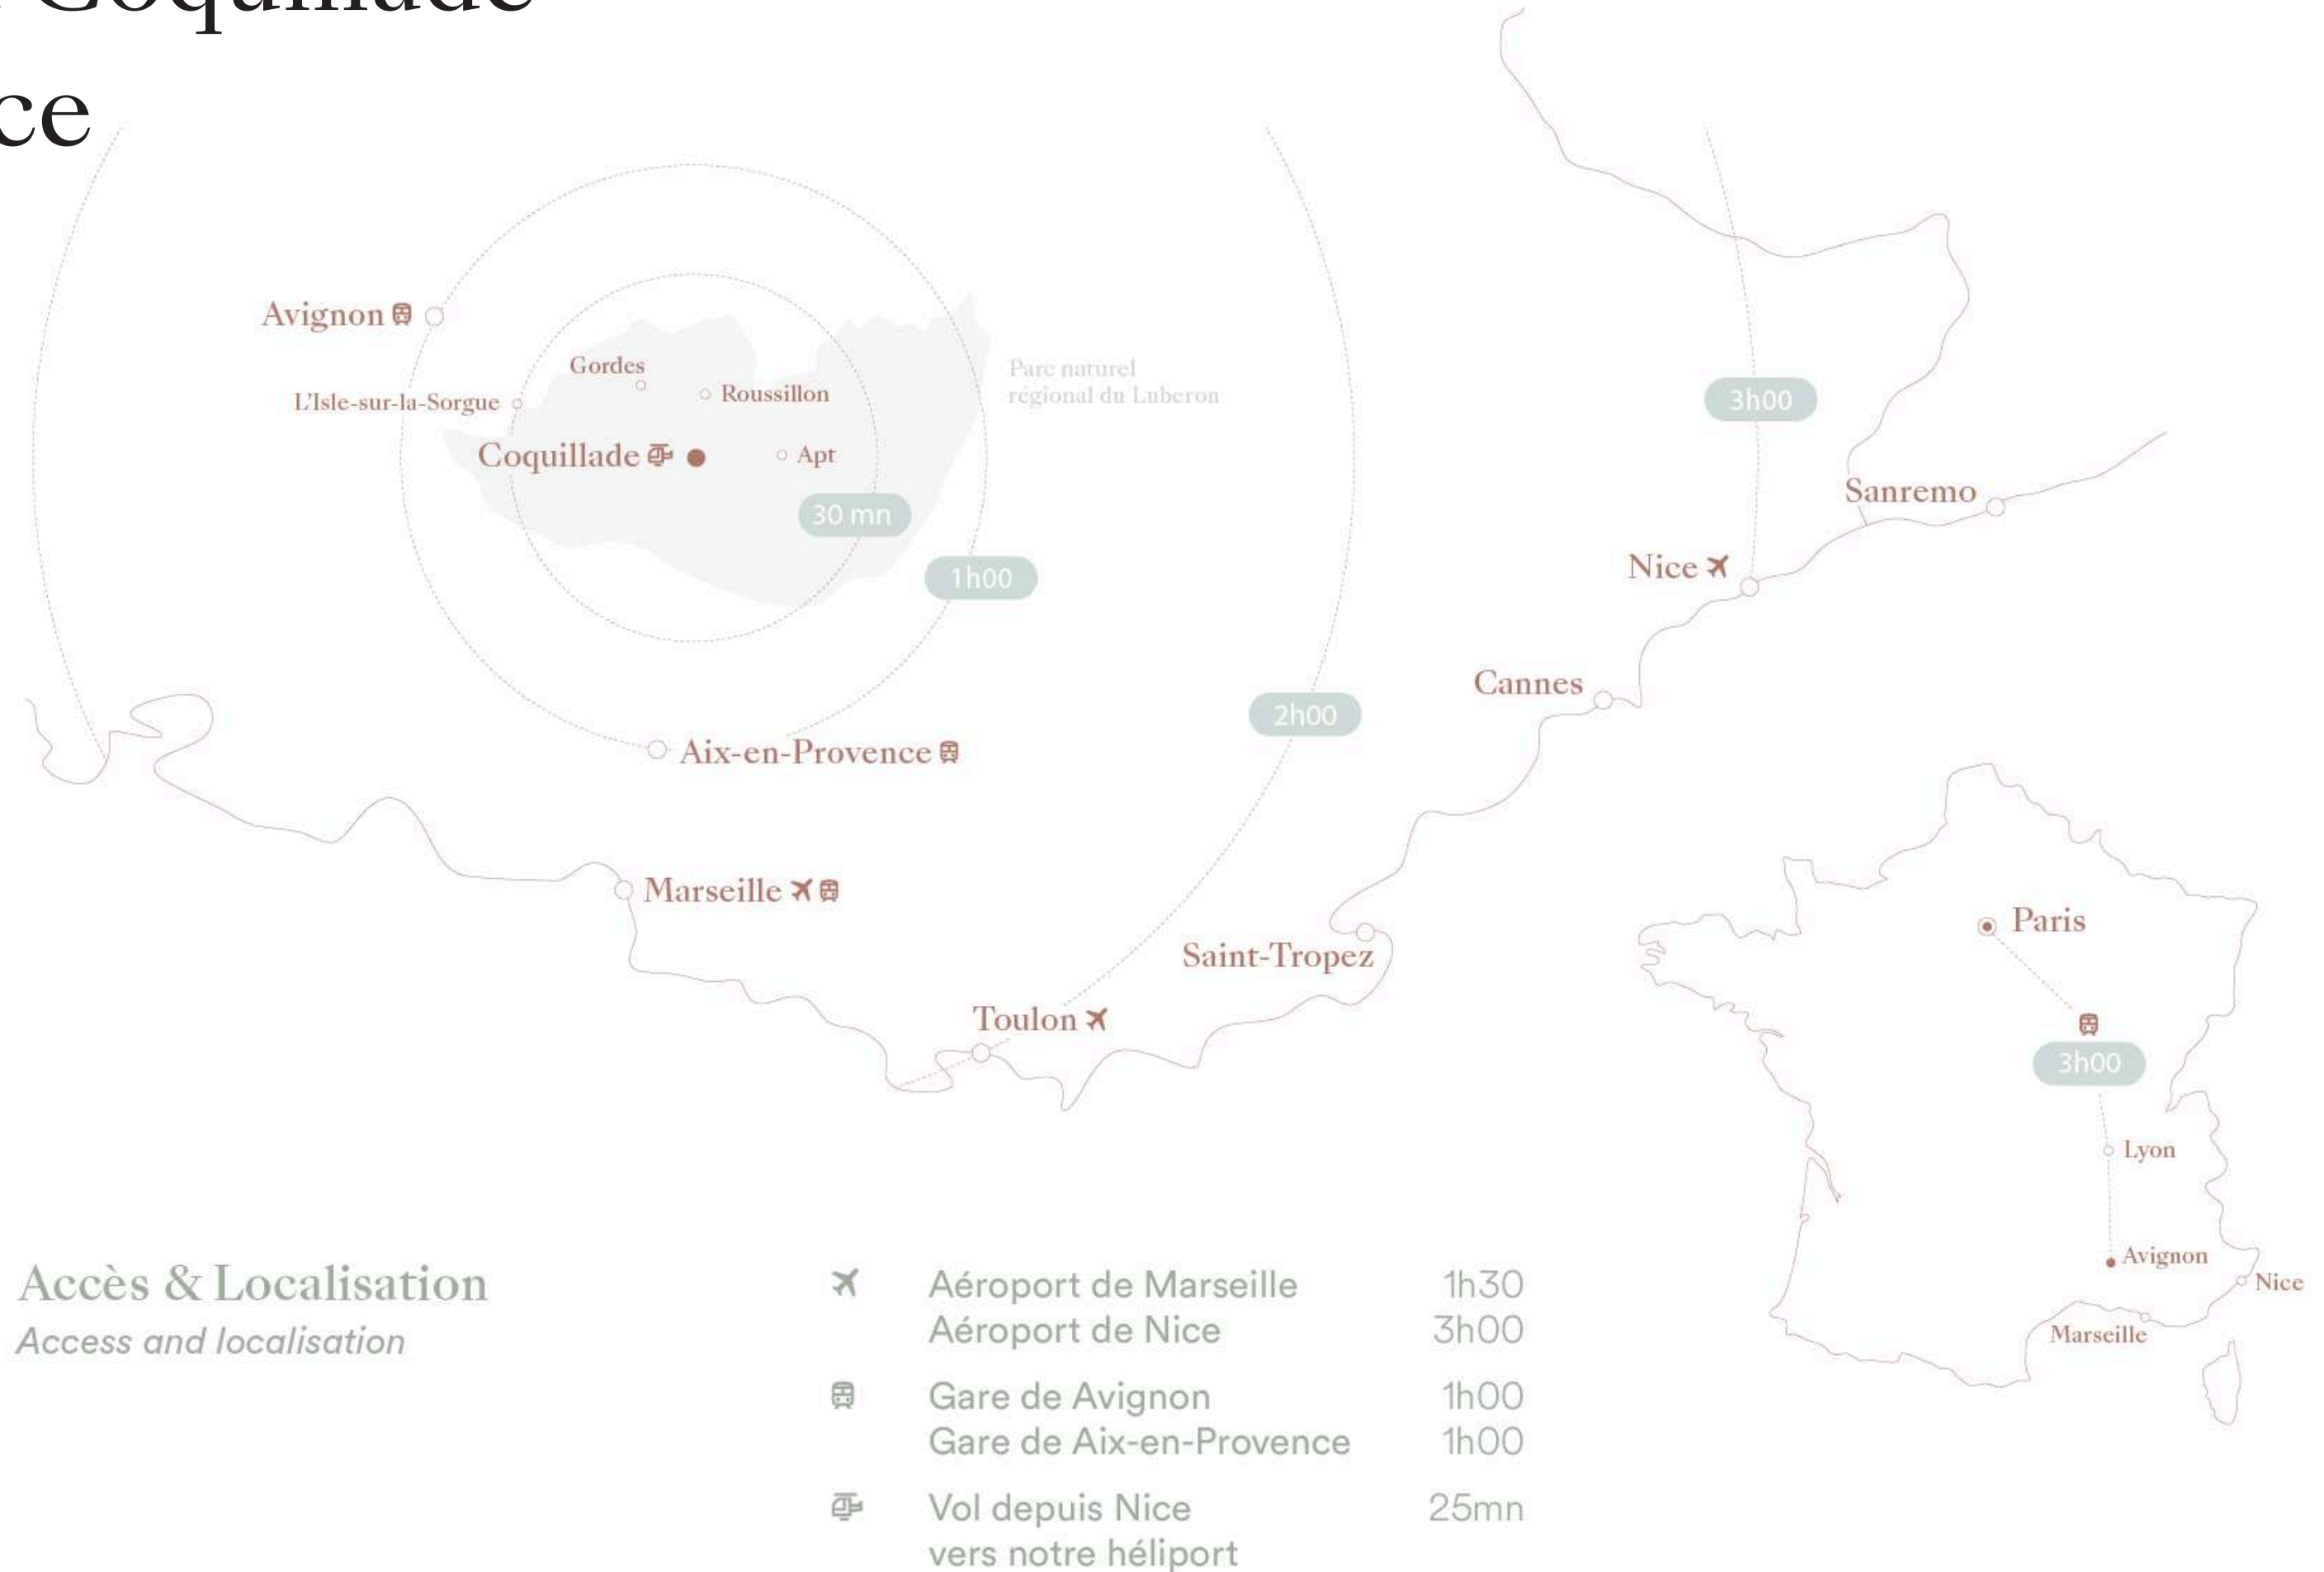 Coquillade
ce
Avignon
Gordes
Roussillon
L'Isle-sur-la-Sorgue
Coquillade
Apt
30 mn
1h00
Parc naturel
régional du Luberon
3h00
Sanremo
Nice
Cannes
2h00
Aix-en-Provence
Marseille
Saint-Tropez
Toulon
Paris
3h00
Lyon
Avignon
Nice
Marseille
Accès & Localisation
Access and localisation
Aéroport de Marseille 1h30
Aéroport de Nice 3h00
Gare de Avignon 1h00
Gare de Aix-en-Provence 1h00
Vol depuis Nice 25mn
vers notre héliport